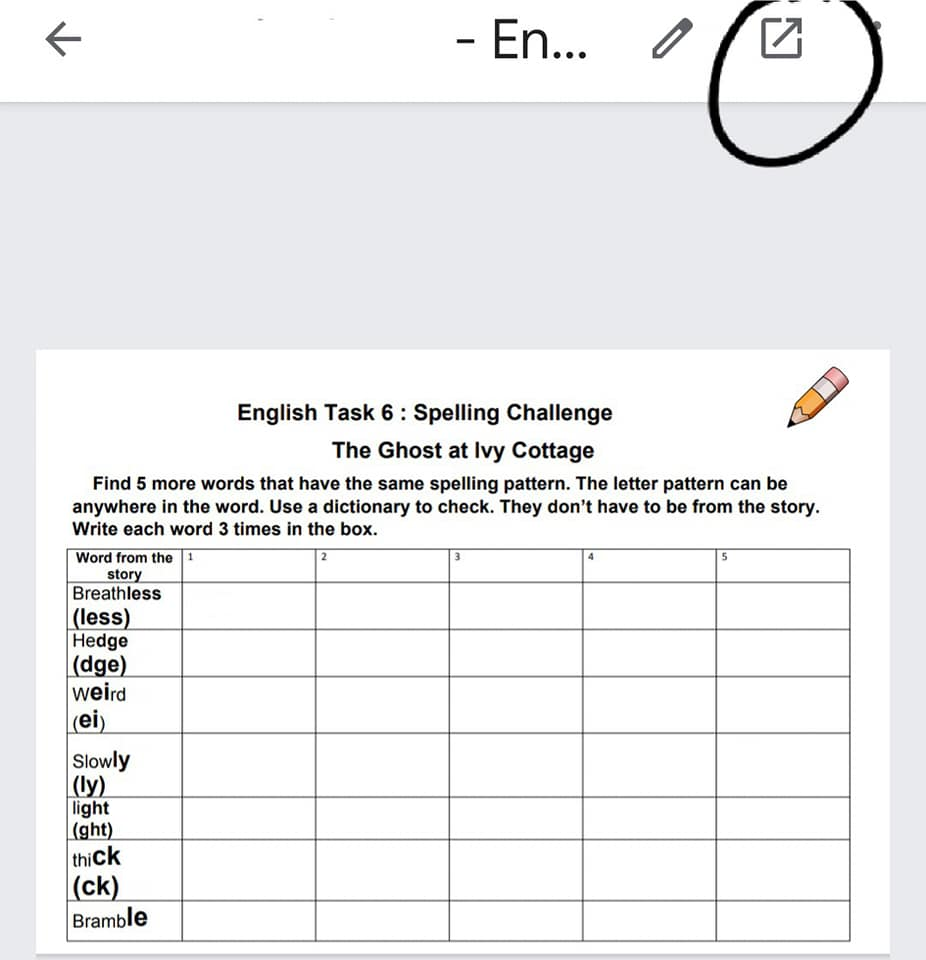 - En...
English Task 6 : Spelling Challenge
The Ghost at Ivy Cottage
Find 5 more words that have the same spelling pattern. The letter pattern can be
anywhere in the word. Use a dictionary to check. They don't have to be from the story.
Write each word 3 times in the box.
Word from the story 1 2 3 4 5
Breathless
(less)
Hedge
(dge)
weird
(ei)
Slowly
(ly)
light
(ght)
thick
(ck)
Bramble